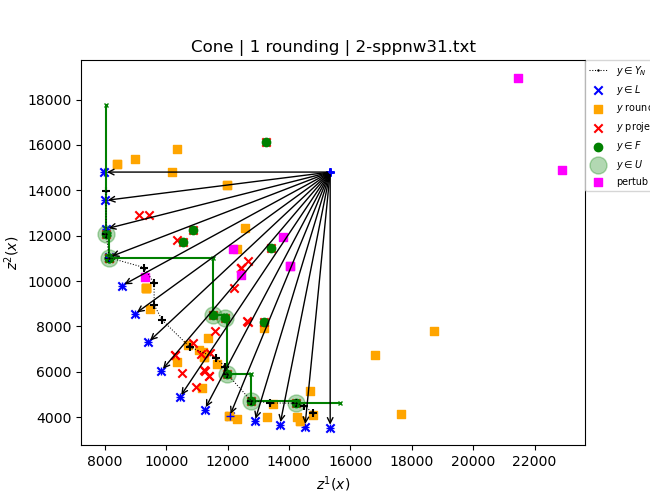 Cone | 1 rounding | 2-sppnw31.txt
z²(x)
18000
16000
14000
12000
10000
8000
6000
4000
8000
10000
12000
14000
16000
18000
20000
22000
z¹(x)
y ∈ Y_N
y ∈ L
y roun
y proje
y ∈ F
y ∈ U
pertub